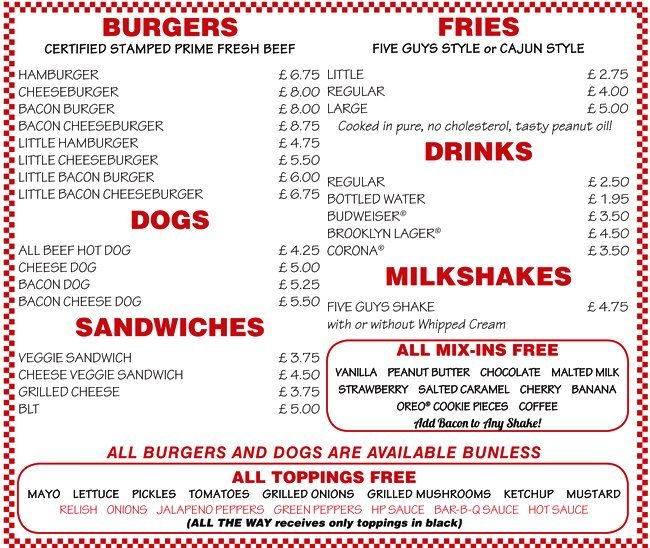 BURGERS
CERTIFIED STAMPED PRIME FRESH BEEF
HAMBURGER £ 6.75
CHEESEBURGER £ 8.00
BACON BURGER £ 8.00
BACON CHEESEBURGER £ 8.75
LITTLE HAMBURGER £ 4.75
LITTLE CHEESEBURGER £ 5.50
LITTLE BACON BURGER £ 6.00
LITTLE BACON CHEESEBURGER £ 6.75
DOGS
ALL BEEF HOT DOG £ 4.25
CHEESE DOG £ 5.00
BACON DOG £ 5.25
BACON CHEESE DOG £ 5.50
SANDWICHES
VEGGIE SANDWICH £ 3.75
CHEESE VEGGIE SANDWICH £ 4.50
GRILLED CHEESE £ 3.75
BLT £ 5.00
FRIES
FIVE GUYS STYLE or CAJUN STYLE
LITTLE £ 2.75
REGULAR £ 4.00
LARGE £ 5.00
Cooked in pure, no cholesterol, tasty peanut oil!
DRINKS
REGULAR £ 2.50
BOTTLED WATER £ 1.95
BUDWEISER® £ 3.50
BROOKLYN LAGER® £ 4.50
CORONA® £ 3.50
MILKSHAKES
FIVE GUYS SHAKE £ 4.75
with or without Whipped Cream
ALL MIX-INS FREE
VANILLA PEANUT BUTTER CHOCOLATE MALTED MILK
STRAWBERRY SALTED CARAMEL CHERRY BANANA
OREO® COOKIE PIECES COFFEE
Add Bacon to Any Shake!
ALL BURGERS AND DOGS ARE AVAILABLE BUNLESS
ALL TOPPINGS FREE
MAYO LETTUCE PICKLES TOMATOES GRILLED ONIONS GRILLED MUSHROOMS KETCHUP MUSTARD
RELISH ONIONS JALAPENO PEPPERS GREEN PEPPERS HP SAUCE BAR-B-Q SAUCE HOT SAUCE
(ALL THE WAY receives only toppings in black)